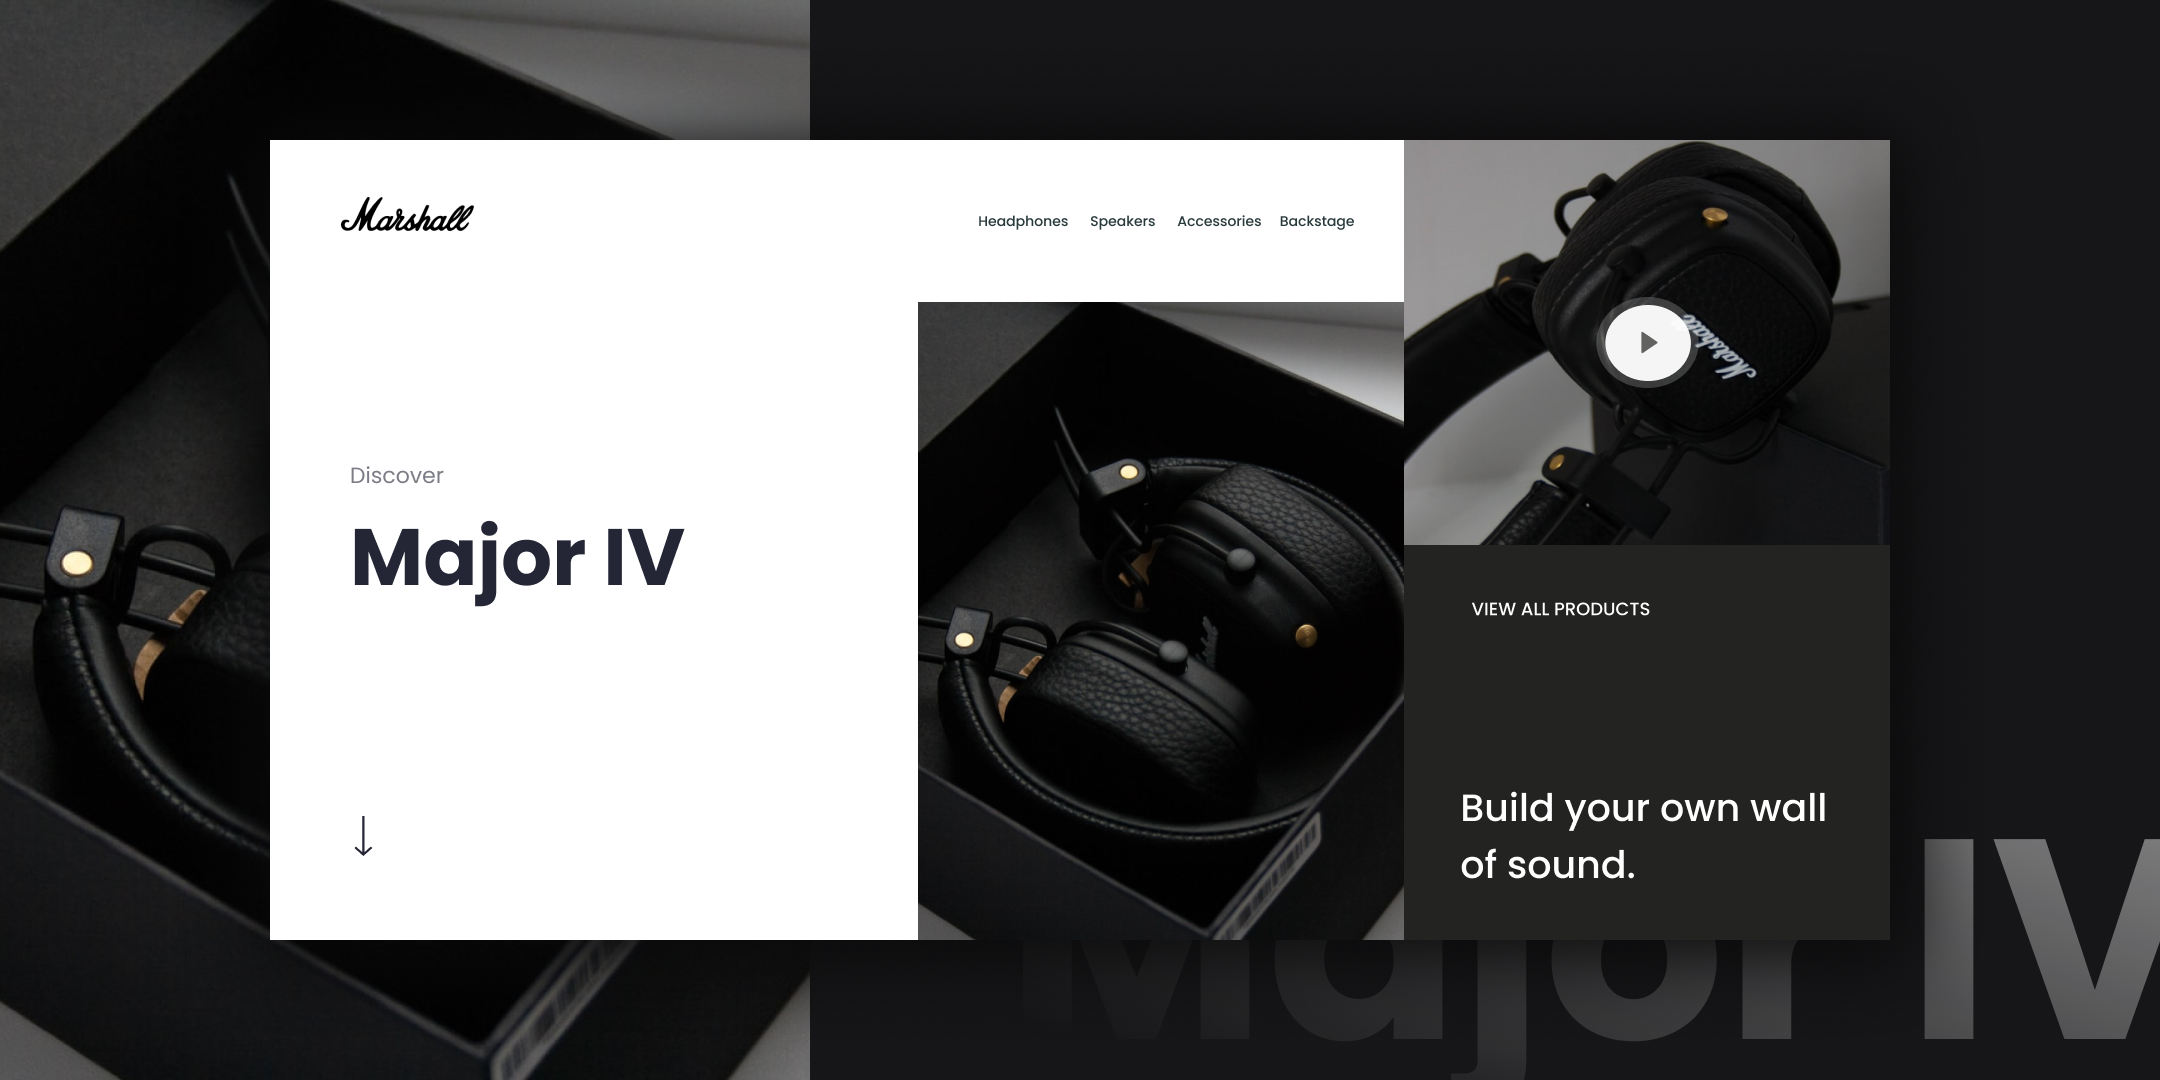 Marshall
Headphones Speakers Accessories Backstage
Marshall
Discover
Major IV
VIEW ALL PRODUCTS
Build your own wall
of sound.
Major IV